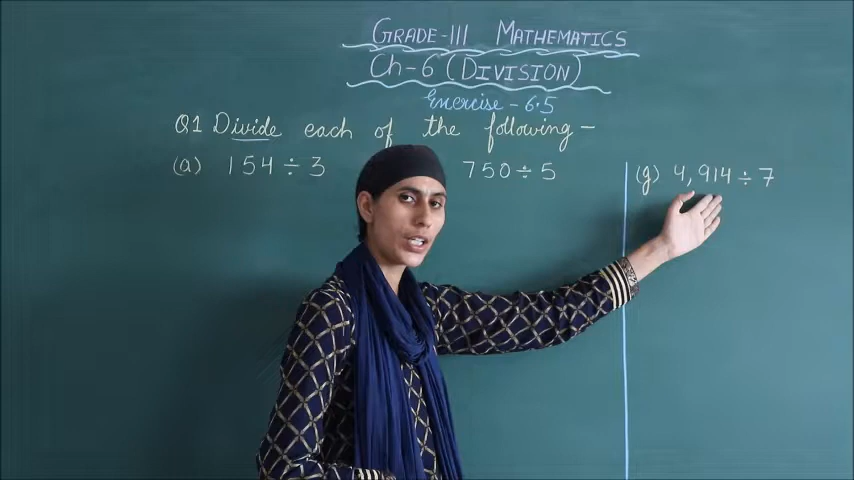 GRADE-III MATHEMATICS
Ch-6 (DIVISION)
Exercise - 6.5
Q1 Divide each of the following -
(a) 154 ÷ 3
750 ÷ 5
(g) 4,914 ÷ 7